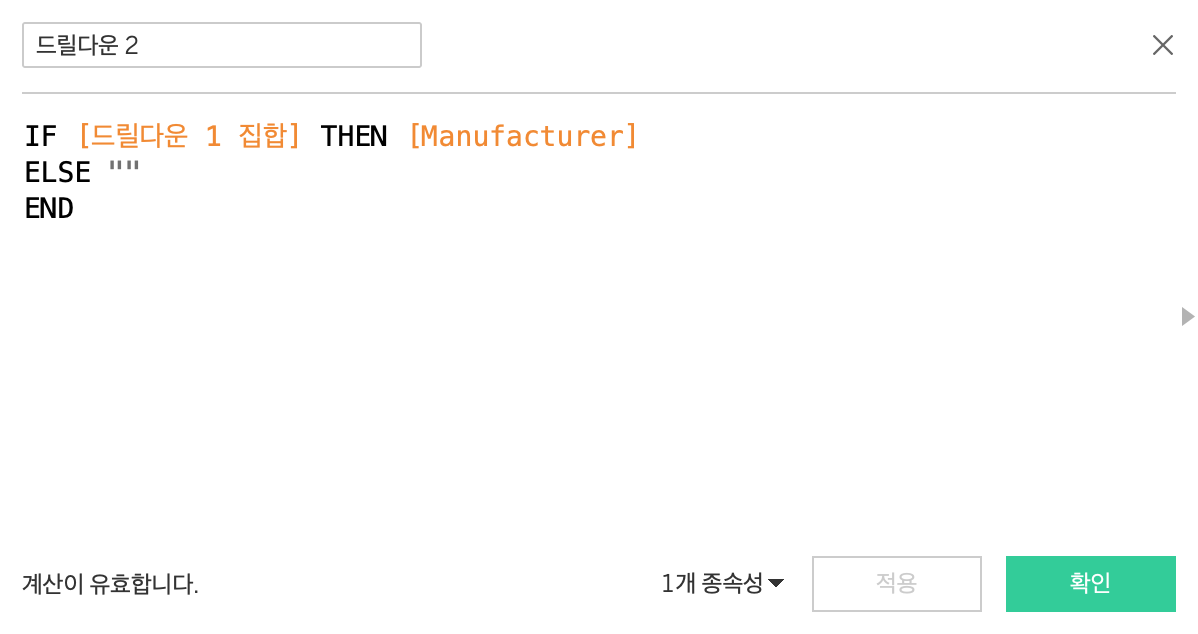 드릴다운 2
IF [드릴다운 1 집합] THEN [Manufacturer]
ELSE ""
END
계산이 유효합니다.
1개 종속성
적용
확인